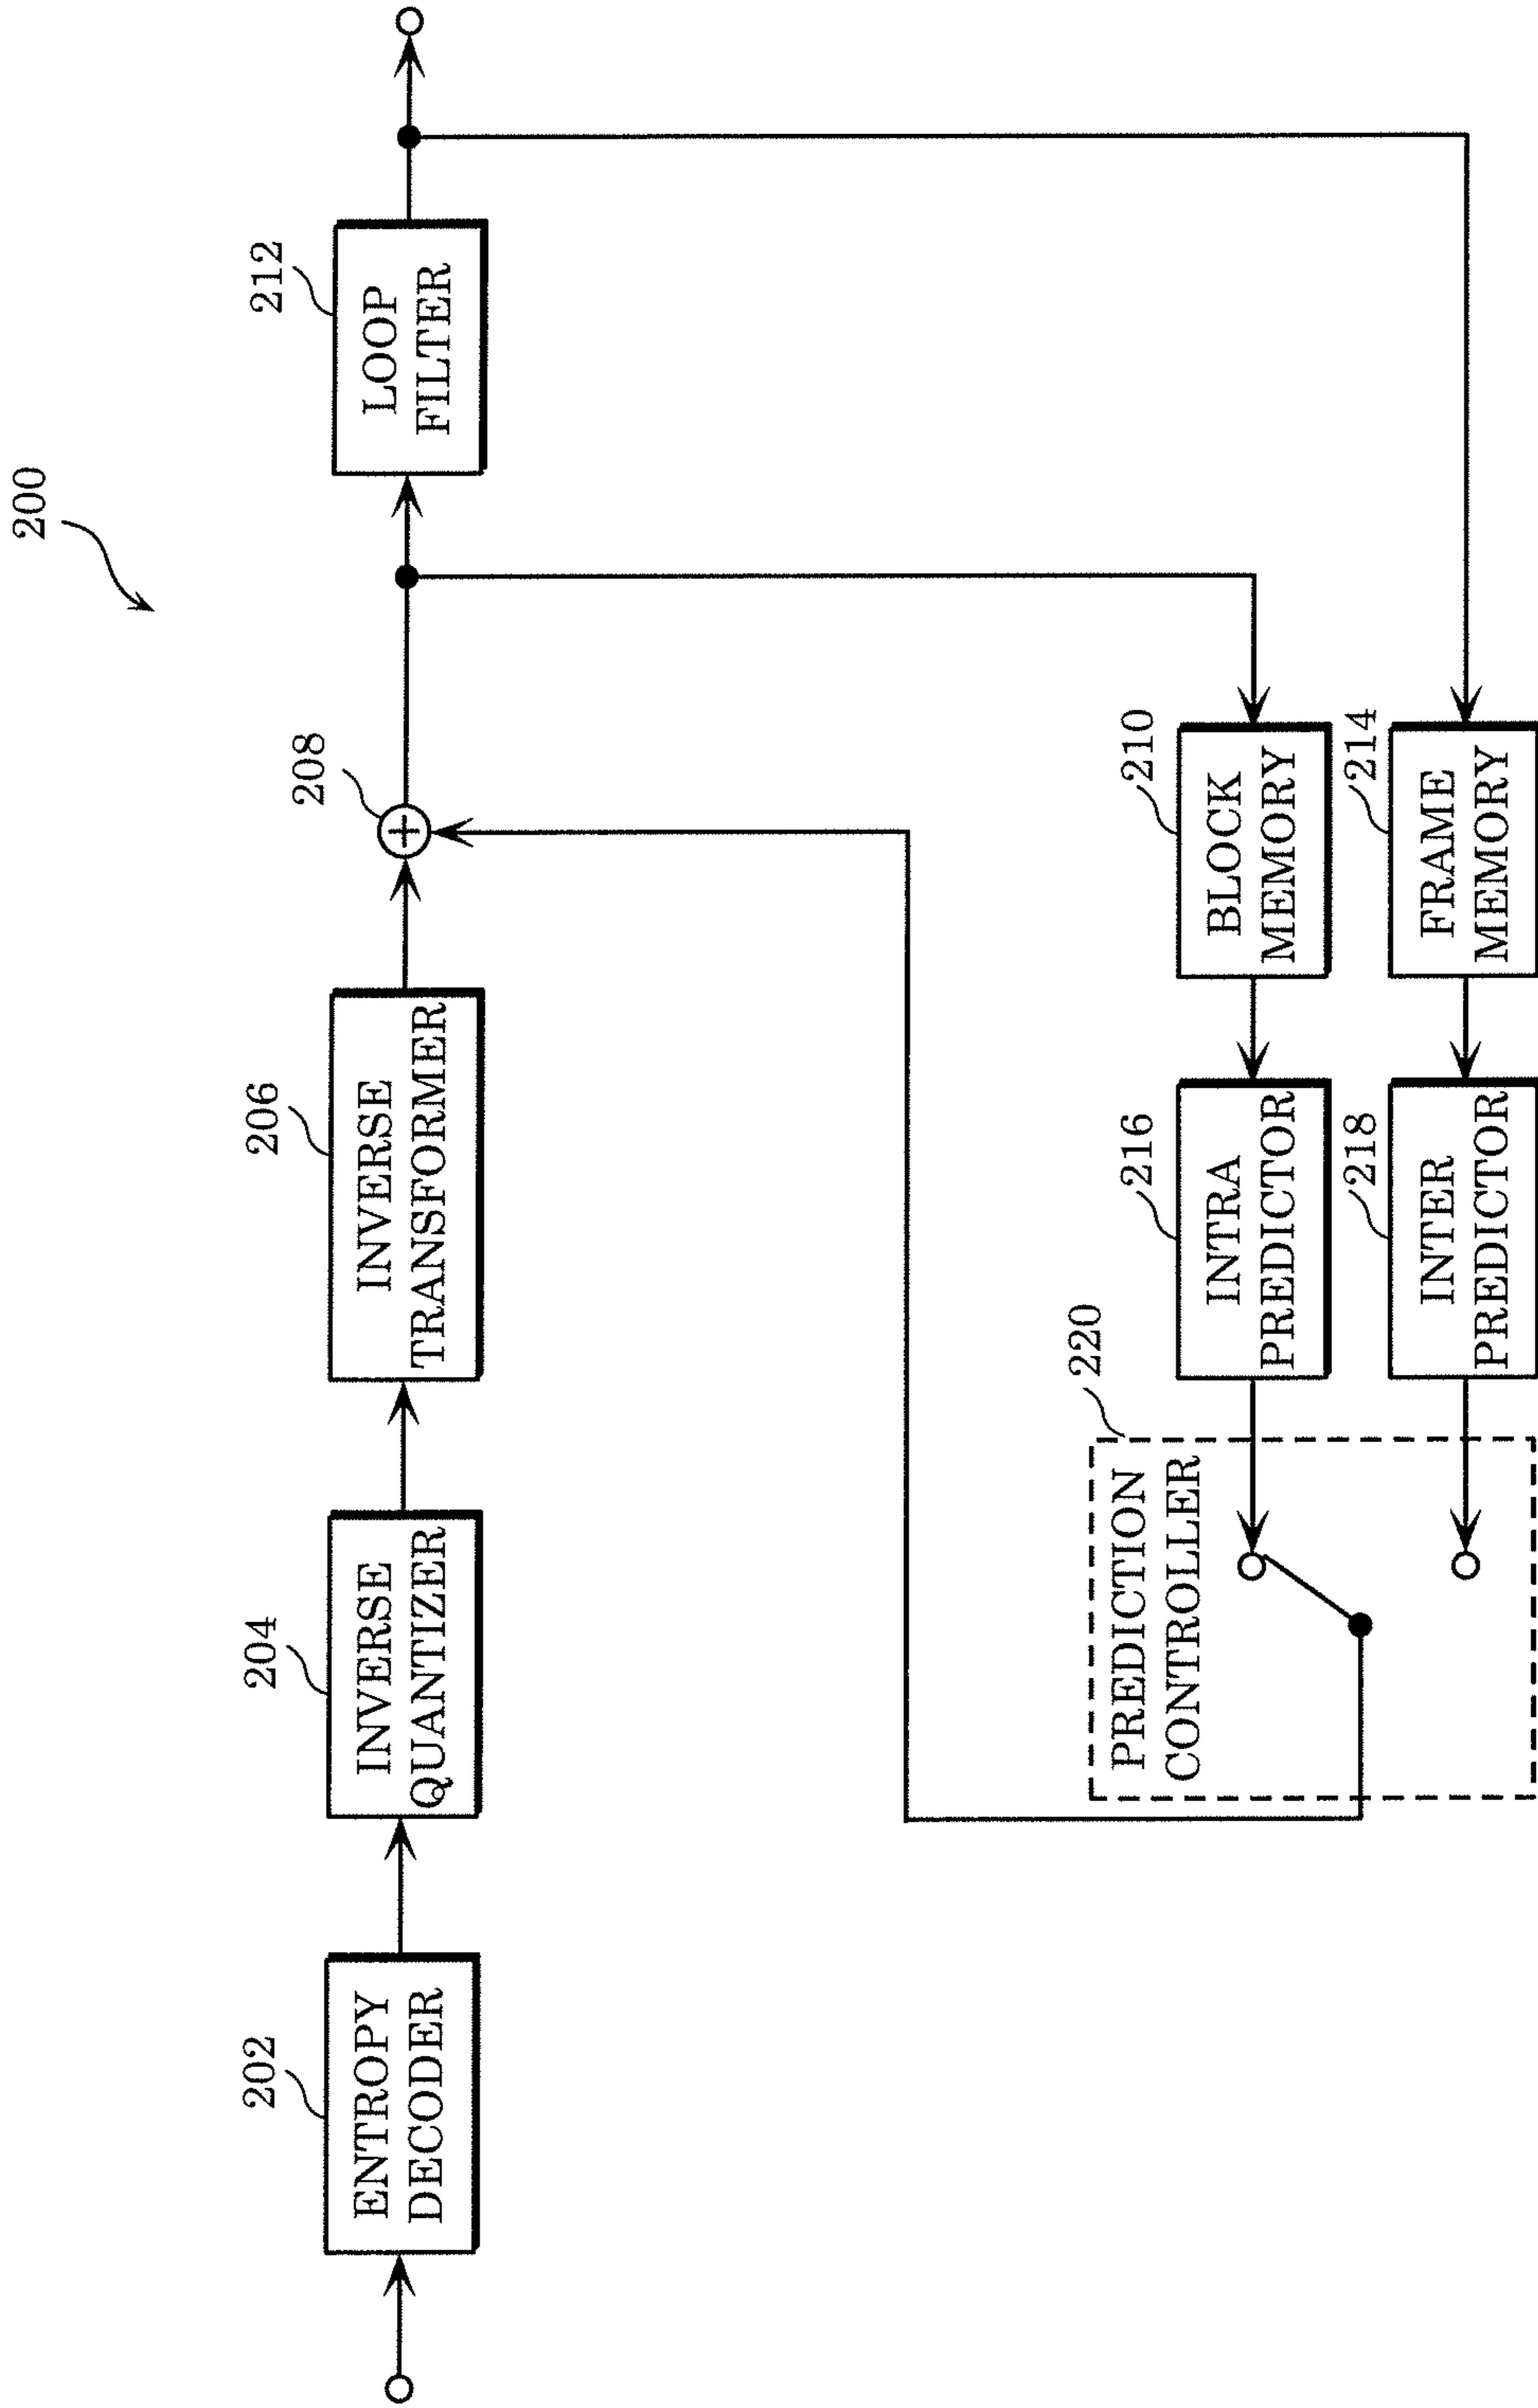 200
202
ENTROPY
DECODER
204
INVERSE
QUANTIZER
206
INVERSE
TRANSFORMER
208
+
212
LOOP
FILTER
220
PREDICTION
CONTROLLER
216
INTRA
PREDICTOR
210
BLOCK
MEMORY
218
INTER
PREDICTOR
214
FRAME
MEMORY